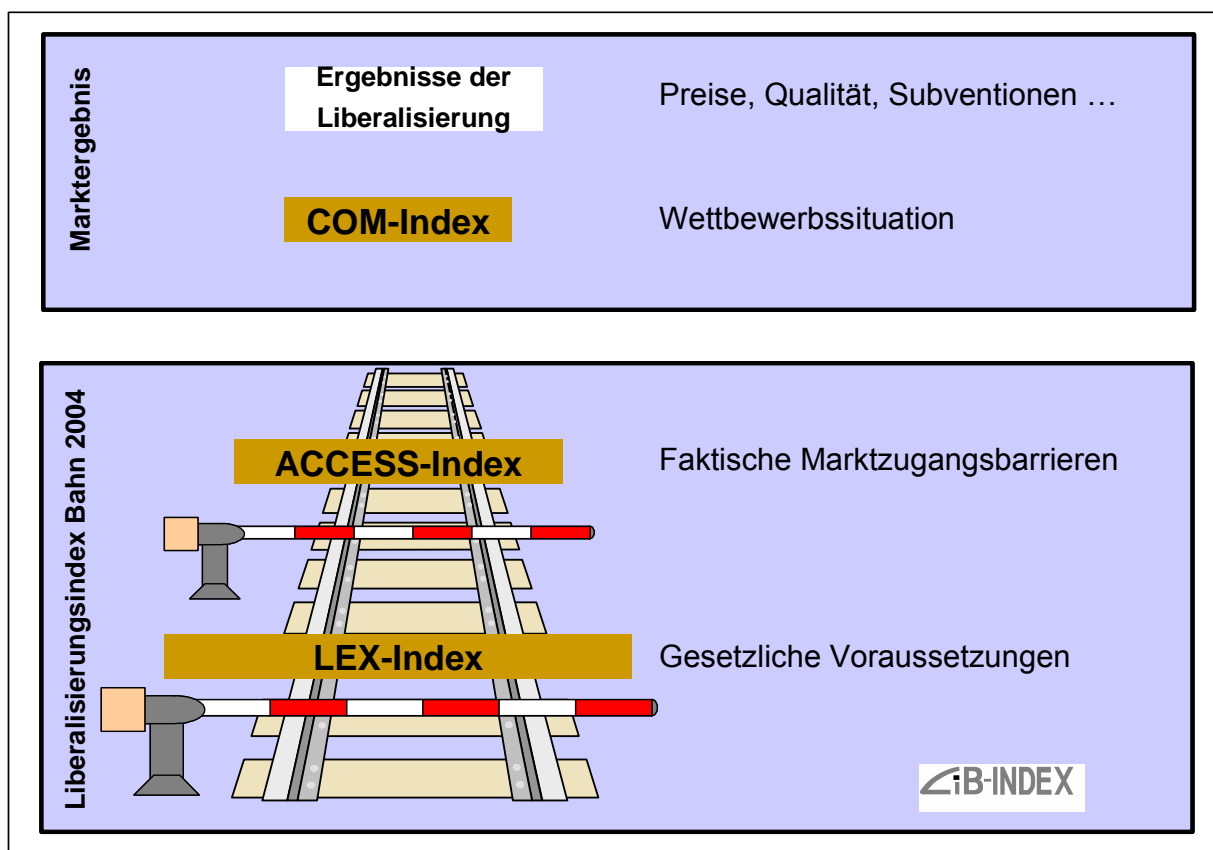 Marktergebnis
Ergebnisse der
Liberalisierung
Preise, Qualität, Subventionen …
COM-Index
Wettbewerbssituation
Liberalisierungsindex Bahn 2004
ACCESS-Index
Faktische Marktzugangsbarrieren
LEX-Index
Gesetzliche Voraussetzungen
LiB-INDEX